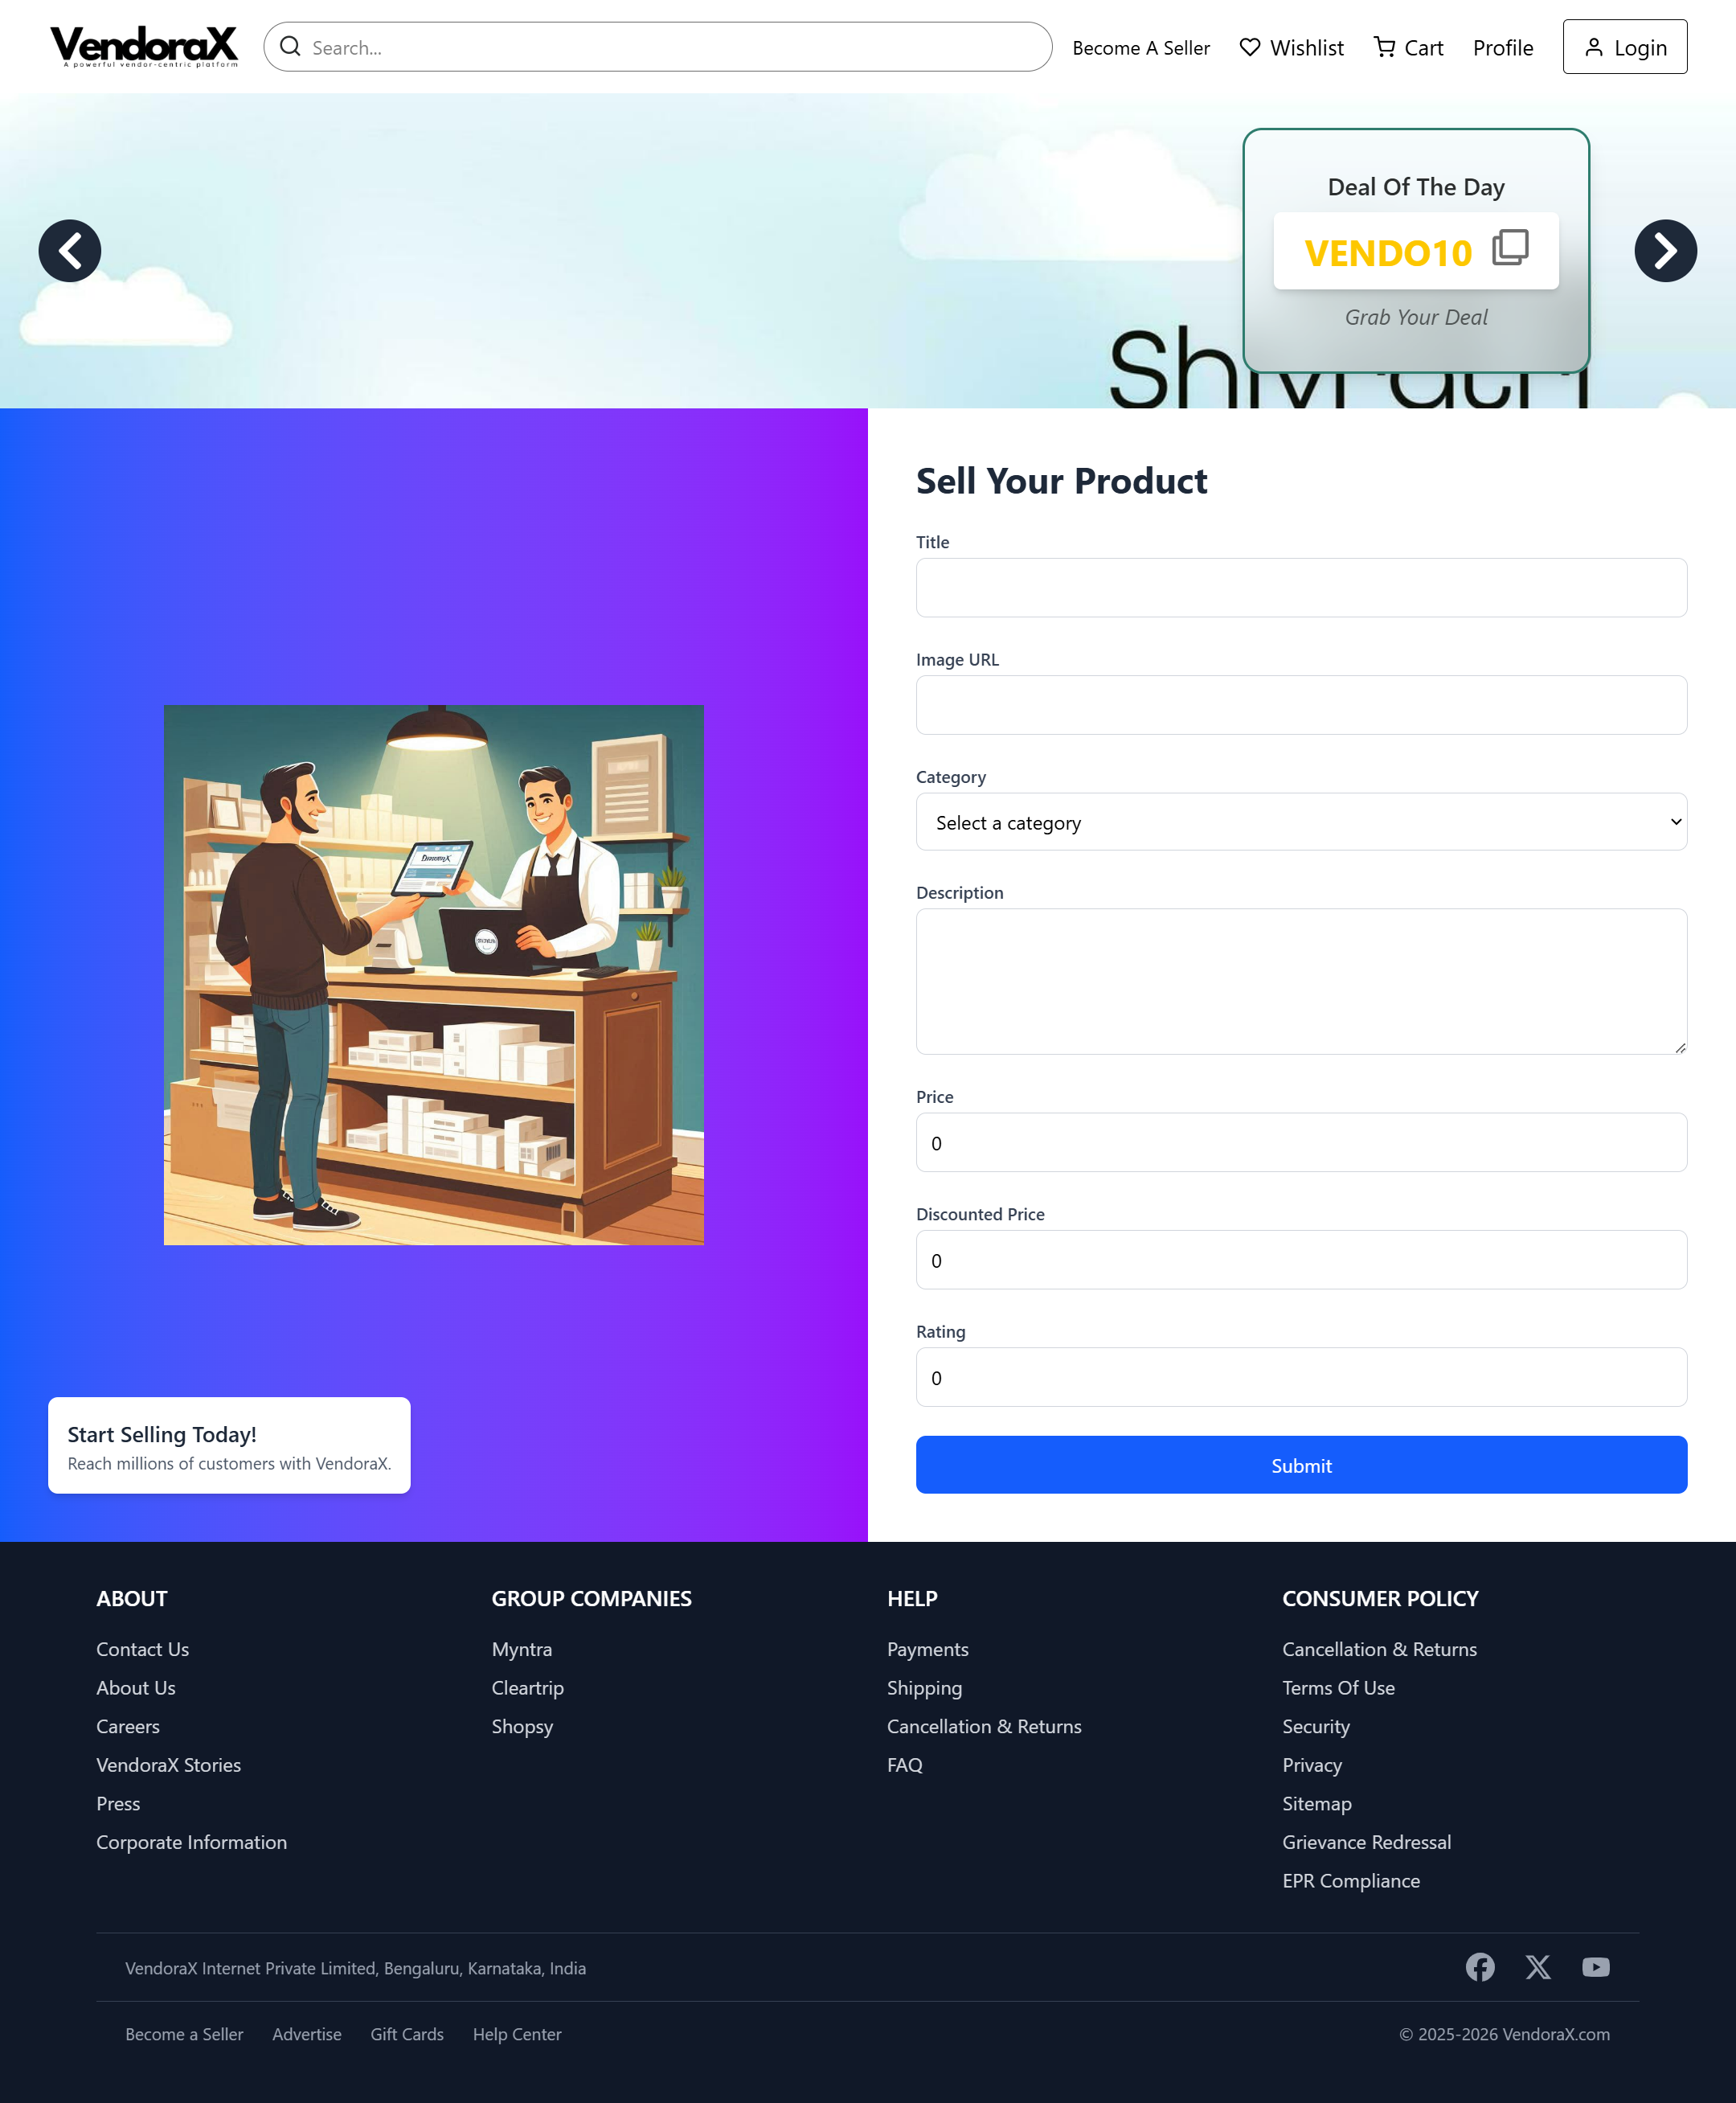 VendoraX
A powerful vendor-centric platform
Search...
Become A Seller
Wishlist
Cart
Profile
Login
Deal Of The Day
VENDO10
Grab Your Deal
Sell Your Product
Title
Image URL
Category
Select a category
Description
Price
0
Discounted Price
0
Rating
0
Submit
Start Selling Today!
Reach millions of customers with VendoraX.
ABOUT
Contact Us
About Us
Careers
VendoraX Stories
Press
Corporate Information
GROUP COMPANIES
Myntra
Cleartrip
Shopsy
HELP
Payments
Shipping
Cancellation & Returns
FAQ
CONSUMER POLICY
Cancellation & Returns
Terms Of Use
Security
Privacy
Sitemap
Grievance Redressal
EPR Compliance
VendoraX Internet Private Limited, Bengaluru, Karnataka, India
Become a Seller
Advertise
Gift Cards
Help Center
© 2025-2026 VendoraX.com